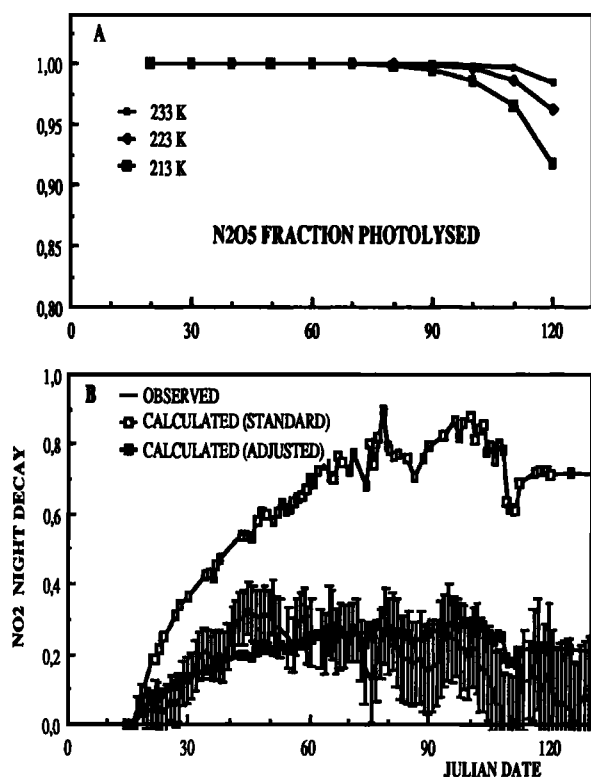 A
1,00
0,95
0,90
0,85
0,80
233 K
223 K
213 K
N2O5 FRACTION PHOTOLYSED
0 30 60 90 120
B
OBSERVED
CALCULATED (STANDARD)
CALCULATED (ADJUSTED)
1,0
0,8
0,6
0,4
0,2
0,0
NO2 NIGHT DECAY
0 30 60 90 120
JULIAN DATE